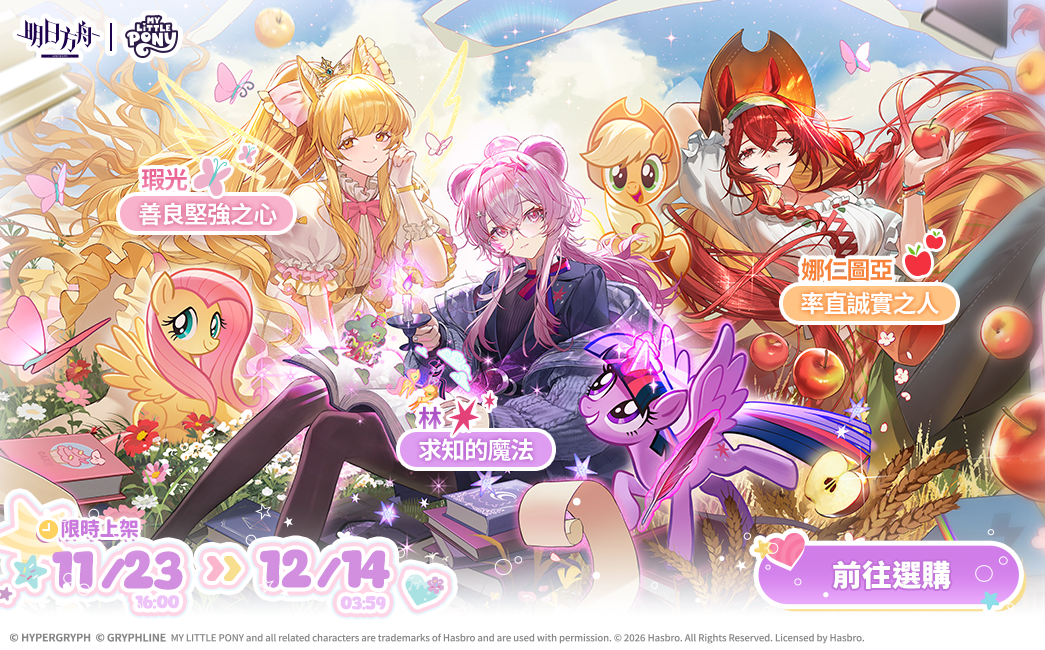 明日方舟
MY LITTLE PONY
瑕光
善良堅強之心
娜仁圖亞
率直誠實之人
林
求知的魔法
限時上架
11/23 12/14
16:00 03:59
前往選購
© HYPERGRYPH © GRYPHLINE MY LITTLE PONY and all related characters are trademarks of Hasbro and are used with permission. © 2026 Hasbro. All Rights Reserved. Licensed by Hasbro.